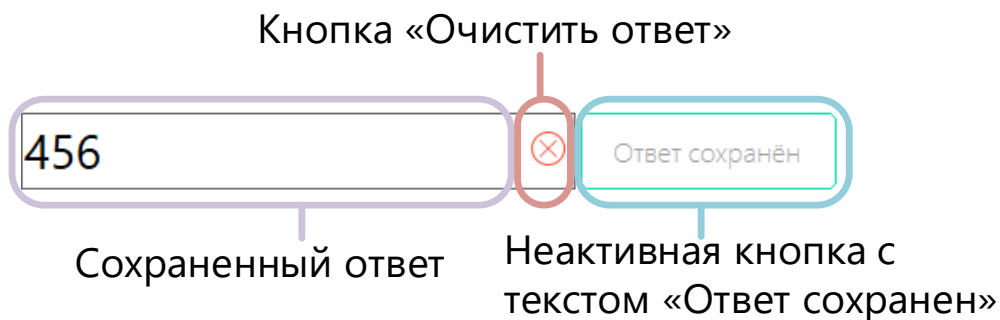 Кнопка «Очистить ответ»
456
Ответ сохранён
Сохраненный ответ
Неактивная кнопка с
текстом «Ответ сохранен»